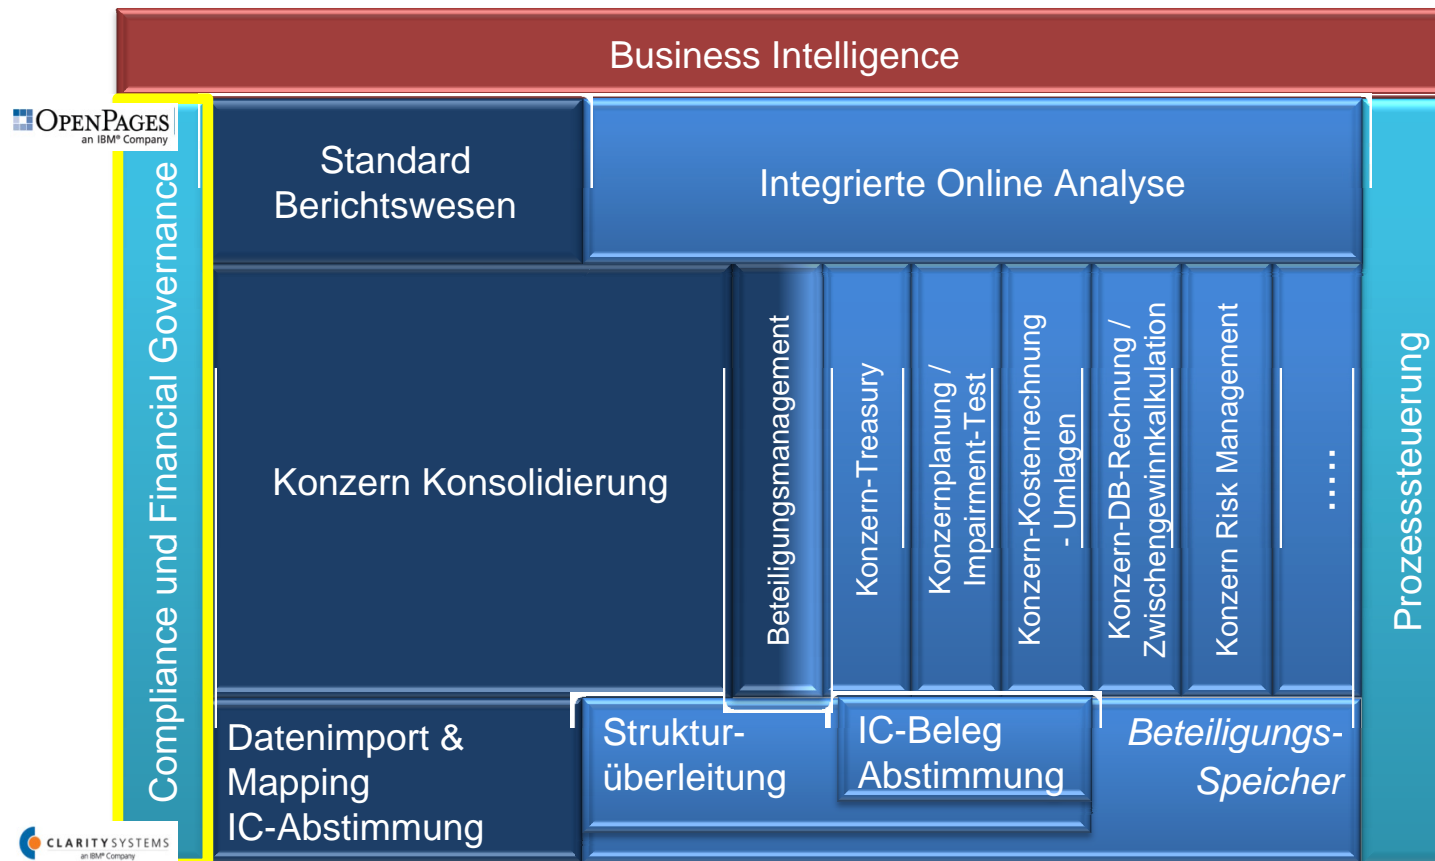 Business Intelligence
OPENPAGES
an IBM® Company
Compliance und Financial Governance
CLARITYSYSTEMS
an IBM® Company
Standard
Berichtswesen
Integrierte Online Analyse
Konzern Konsolidierung
Beteiligungsmanagement
Konzern-Treasury
Konzernplanung /
Impairment-Test
Konzern-Kostenrechnung
- Umlagen
Konzern-DB-Rechnung /
Zwischengewinnkalkulation
Konzern Risk Management
.....
Prozesssteuerung
Datenimport &
Mapping
IC-Abstimmung
Struktur-
überleitung
IC-Beleg
Abstimmung
Beteiligungs-
Speicher